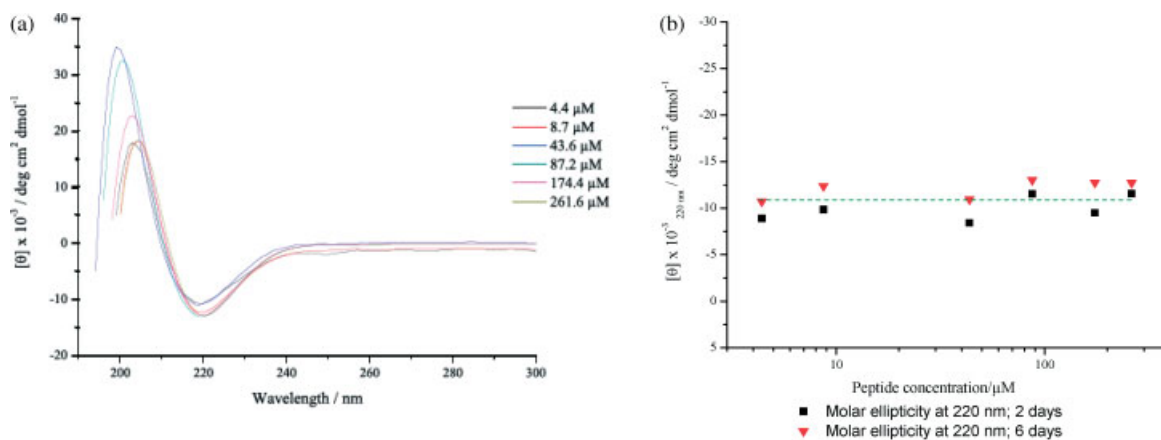 (a)
40
30
20
10
0
-10
-20
[θ] x 10⁻³ / deg cm² dmol⁻¹
200 220 240 260 280 300
Wavelength / nm
4.4 µM
8.7 µM
43.6 µM
87.2 µM
174.4 µM
261.6 µM
(b)
-30
-25
-20
-15
-10
-5
0
5
[θ] x 10⁻³ 220 nm / deg cm² dmol⁻¹
10 100
Peptide concentration/µM
Molar ellipticity at 220 nm; 2 days
Molar ellipticity at 220 nm; 6 days